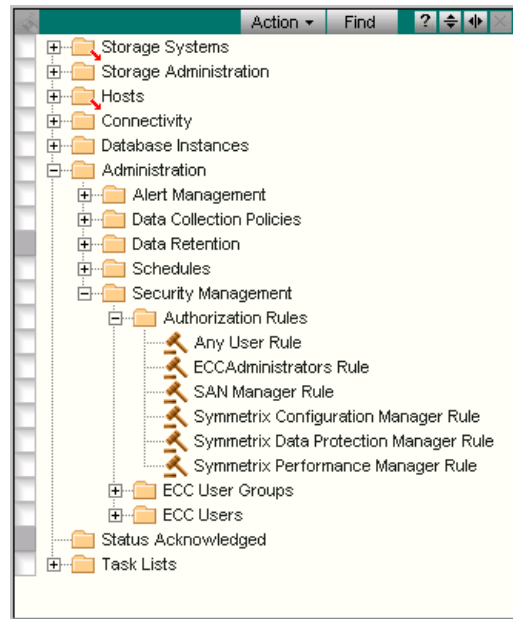 Action Find ?
Storage Systems
Storage Administration
Hosts
Connectivity
Database Instances
Administration
Alert Management
Data Collection Policies
Data Retention
Schedules
Security Management
Authorization Rules
Any User Rule
ECCAdministrators Rule
SAN Manager Rule
Symmetrix Configuration Manager Rule
Symmetrix Data Protection Manager Rule
Symmetrix Performance Manager Rule
ECC User Groups
ECC Users
Status Acknowledged
Task Lists